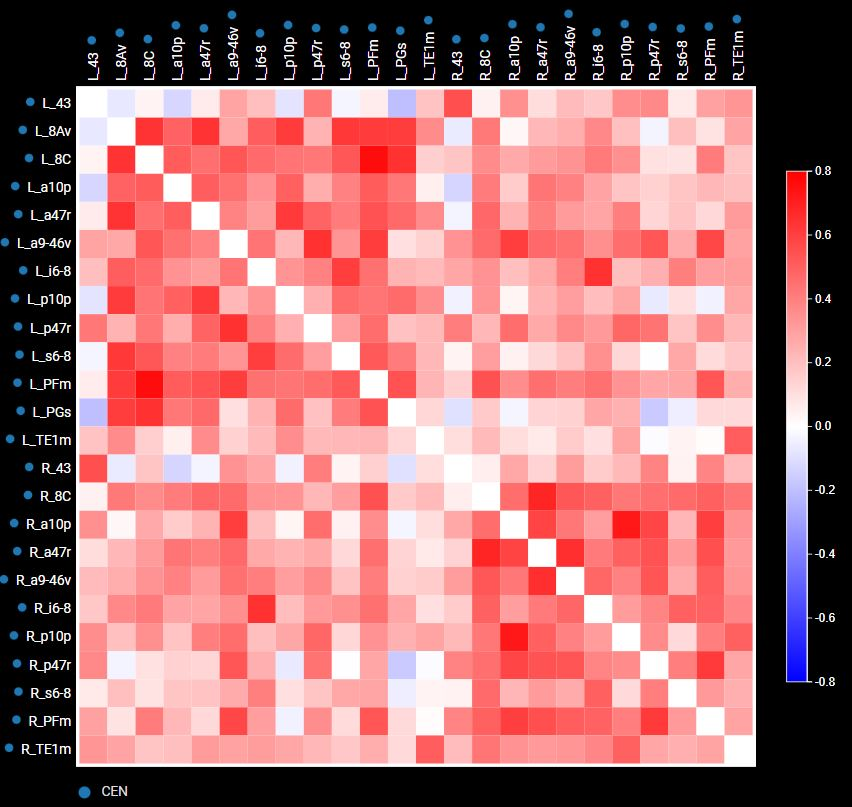 L_43 L_8Av L_8C L_a10p L_a47r L_a9-46v L_i6-8 L_p10p L_p47r L_s6-8 L_PFm L_PGs L_TE1m R_43 R_8C R_a10p R_a47r R_a9-46v R_i6-8 R_p10p R_p47r R_s6-8 R_PFm R_TE1m
L_43
L_8Av
L_8C
L_a10p
L_a47r
L_a9-46v
L_i6-8
L_p10p
L_p47r
L_s6-8
L_PFm
L_PGs
L_TE1m
R_43
R_8C
R_a10p
R_a47r
R_a9-46v
R_i6-8
R_p10p
R_p47r
R_s6-8
R_PFm
R_TE1m
0.8
0.6
0.4
0.2
0.0
-0.2
-0.4
-0.6
-0.8
CEN